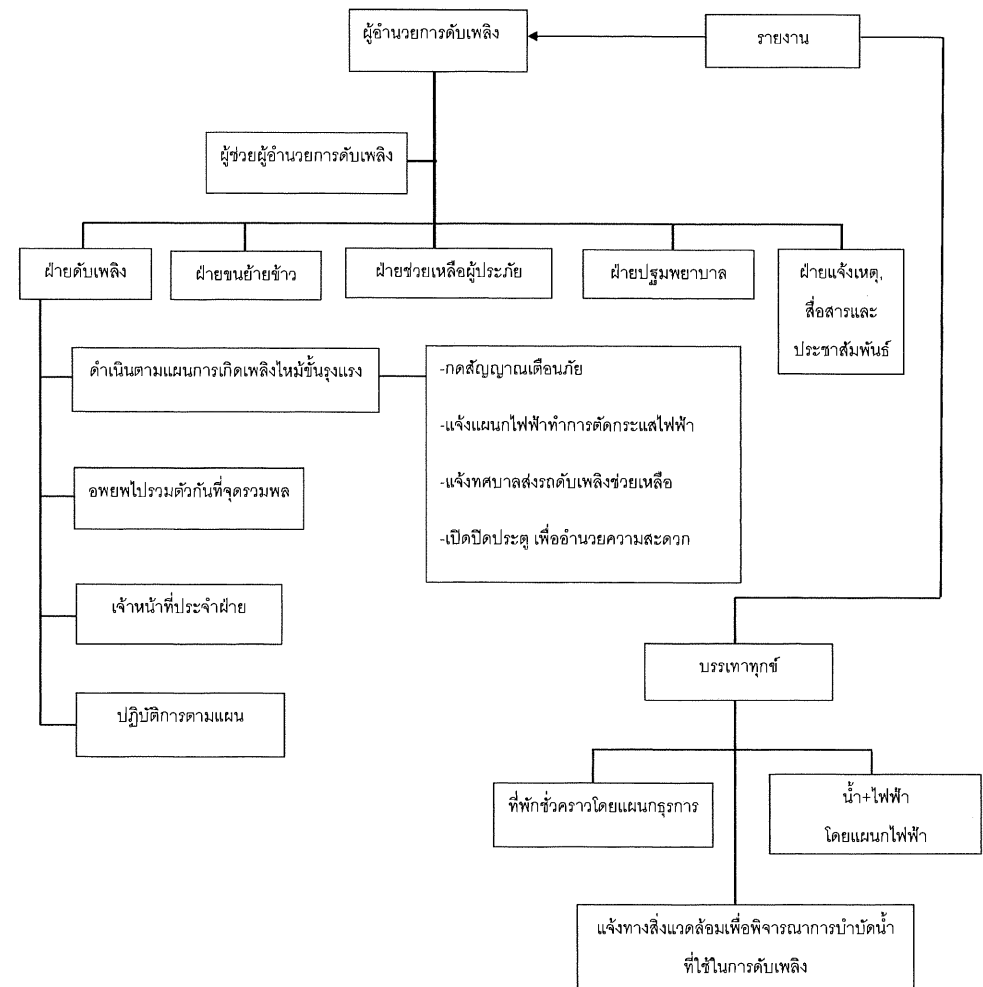 ผู้อำนวยการดับเพลิง
รายงาน
ผู้ช่วยผู้อำนวยการดับเพลิง
ฝ่ายดับเพลิง
ฝ่ายขนย้ายข้าว
ฝ่ายช่วยเหลือผู้ประภัย
ฝ่ายปฐมพยาบาล
ฝ่ายแจ้งเหตุ,
สื่อสารและ
ประชาสัมพันธ์
ดำเนินตามแผนการเกิดเพลิงไหม้ขั้นรุงแรง
-กดสัญญาณเตือนภัย
-แจ้งแผนกไฟฟ้าทำการตัดกระแสไฟฟ้า
-แจ้งทศบาลส่งรถดับเพลิงช่วยเหลือ
-เปิดปิดประตู เพื่ออำนวยความสะดวก
อพยพไปรวมตัวกันที่จุดรวมพล
เจ้าหน้าที่ประจำฝ่าย
ปฏิบัติการตามแผน
บรรเทาทุกข์
ที่พักชั่วคราวโดยแผนกธุรการ
น้ำ+ไฟฟ้า
โดยแผนกไฟฟ้า
แจ้งทางสิ่งแวดล้อมเพื่อพิจารณาการบำบัดน้ำ
ที่ใช้ในการดับเพลิง